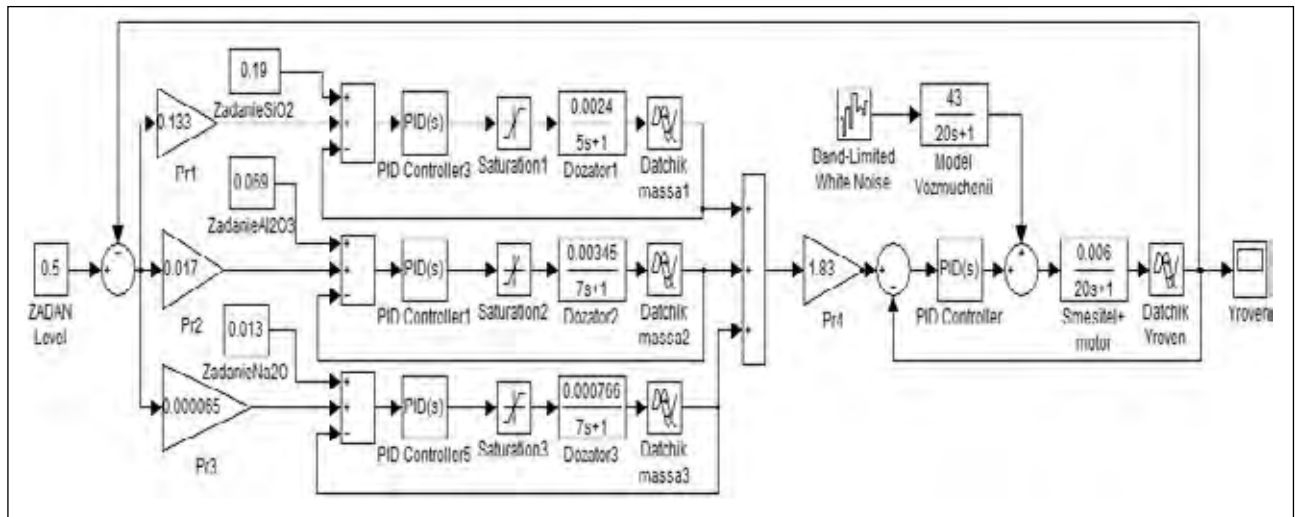 0.19
ZadanieSiO2
0.133
Pr1
PID(s)
PID Controller3
Saturation1
0.0024
5s+1
Dozator1
Datchik
massa1
Dand-Limited
White Noise
43
20s+1
Model
Vozmuchenii
0.069
ZadanieAl2O3
0.5
ZADAN
Level
0.017
Pr2
PID(s)
PID Controller1
Saturation2
0.00345
7s+1
Dozator2
Datchik
massa2
1.83
Pr4
PID(s)
PID Controller
0.006
20s+1
Smesitel+
motor
Datchik
Yroven
0.013
ZadanieNa2O
0.000065
Pr3
PID(s)
PID Controller5
Saturation3
0.000766
7s+1
Dozator3
Datchik
massa3